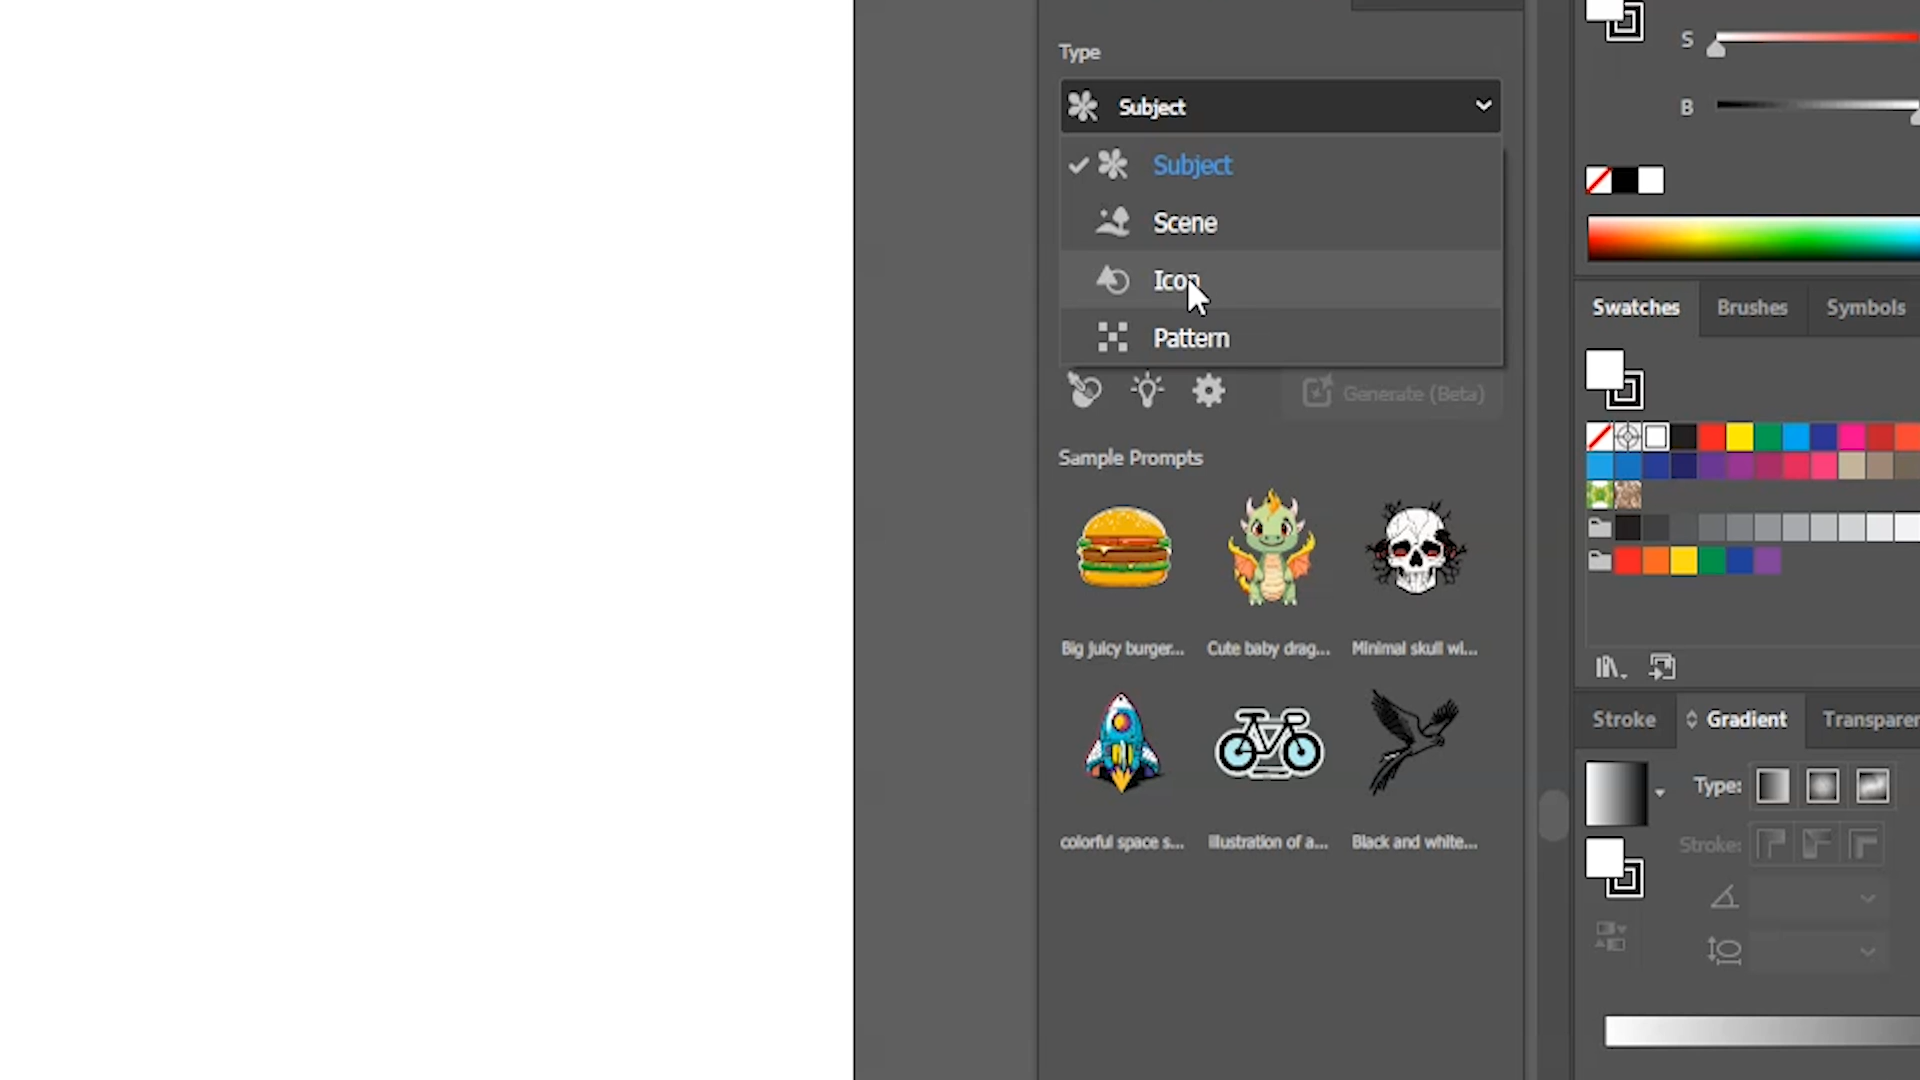 Type
Subject
Subject
Scene
Icon
Pattern
Generate (Beta)
Sample Prompts
Big juicy burger...
Cute baby drag...
Minimal skull wi...
colorful space s...
Illustration of a...
Black and white...
S
B
Swatches
Brushes
Symbols
Stroke
Gradient
Transparen
Type:
Stroke: